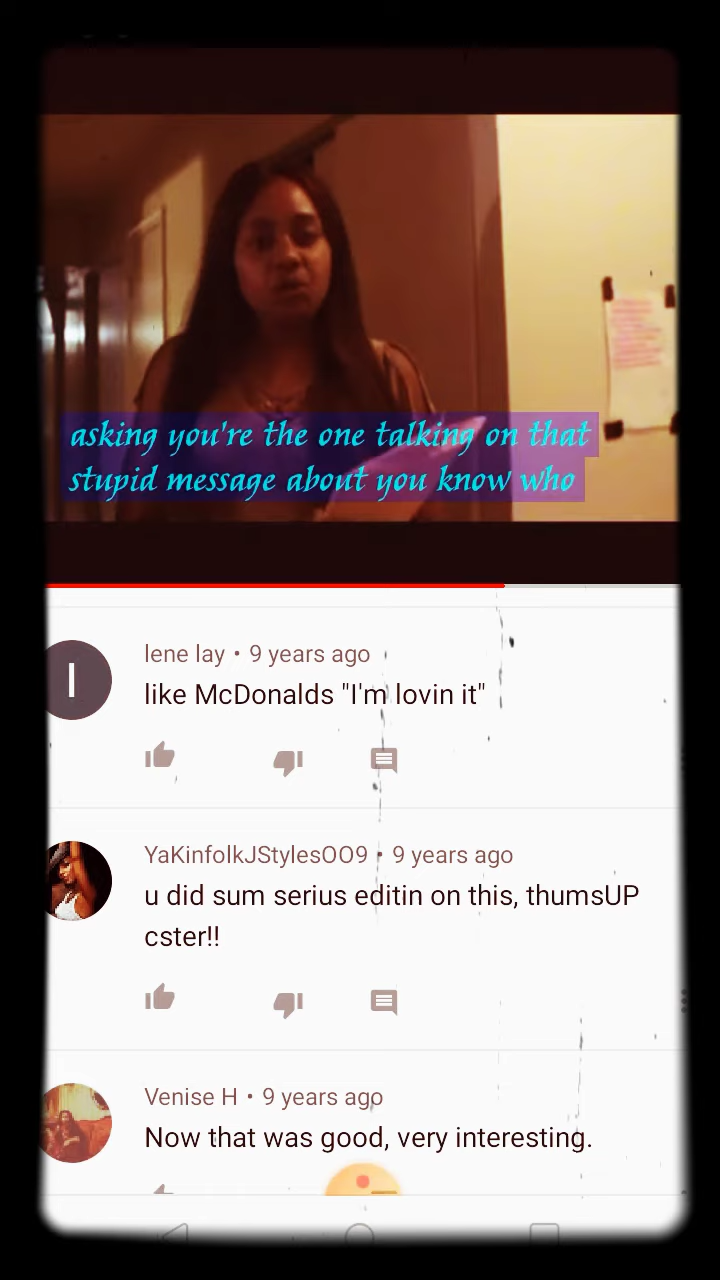 asking you're the one talking on that
stupid message about you know who
l
lene lay • 9 years ago
like McDonalds "I'm lovin it"
YaKinfolkJStylesOO9 • 9 years ago
u did sum serius editin on this, thumsUP
cster!!
Venise H • 9 years ago
Now that was good, very interesting.